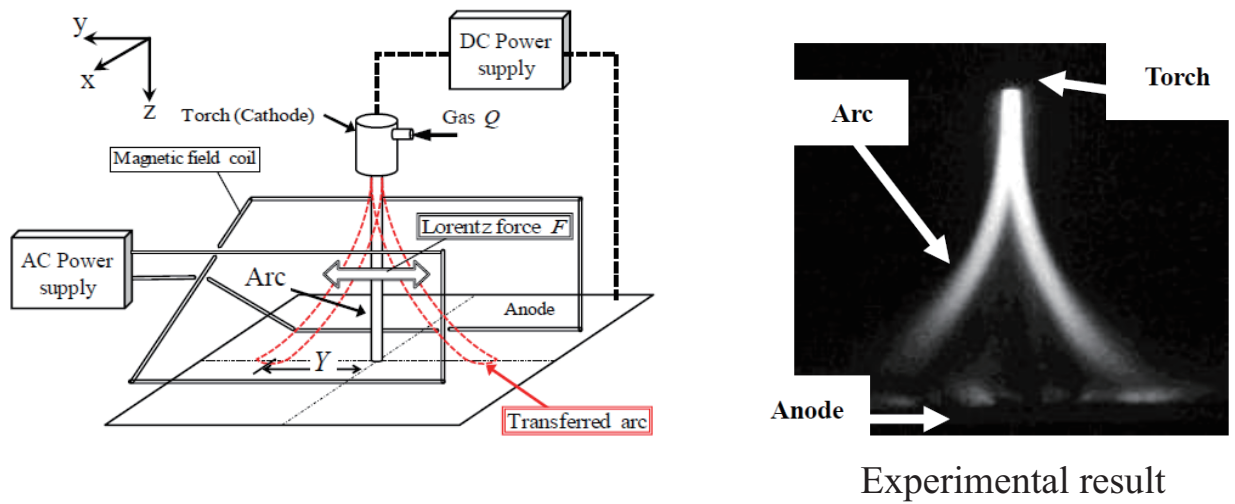 y
x
z
DC Power
supply
Torch (Cathode)
Gas Q
Magnetic field coil
Lorentz force F
AC Power
supply
Arc
Anode
Y
Transferred arc
Torch
Arc
Anode
Experimental result